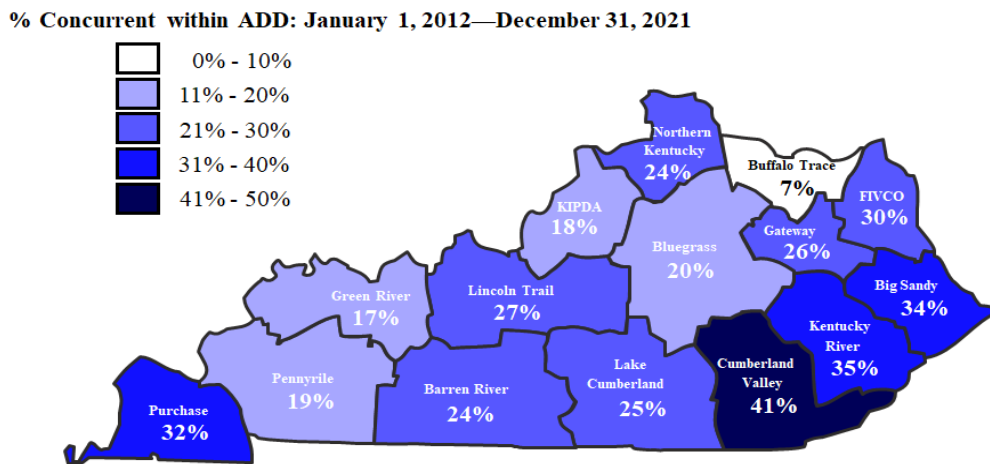 % Concurrent within ADD: January 1, 2012—December 31, 2021
0% - 10%
11% - 20%
21% - 30%
31% - 40%
41% - 50%
Northern
Kentucky
24%
Buffalo Trace
7%
FIVCO
30%
KIPDA
18%
Gateway
26%
Bluegrass
20%
Big Sandy
34%
Green River
17%
Lincoln Trail
27%
Kentucky
River
35%
Cumberland
Valley
41%
Lake
Cumberland
25%
Barren River
24%
Pennyrile
19%
Purchase
32%